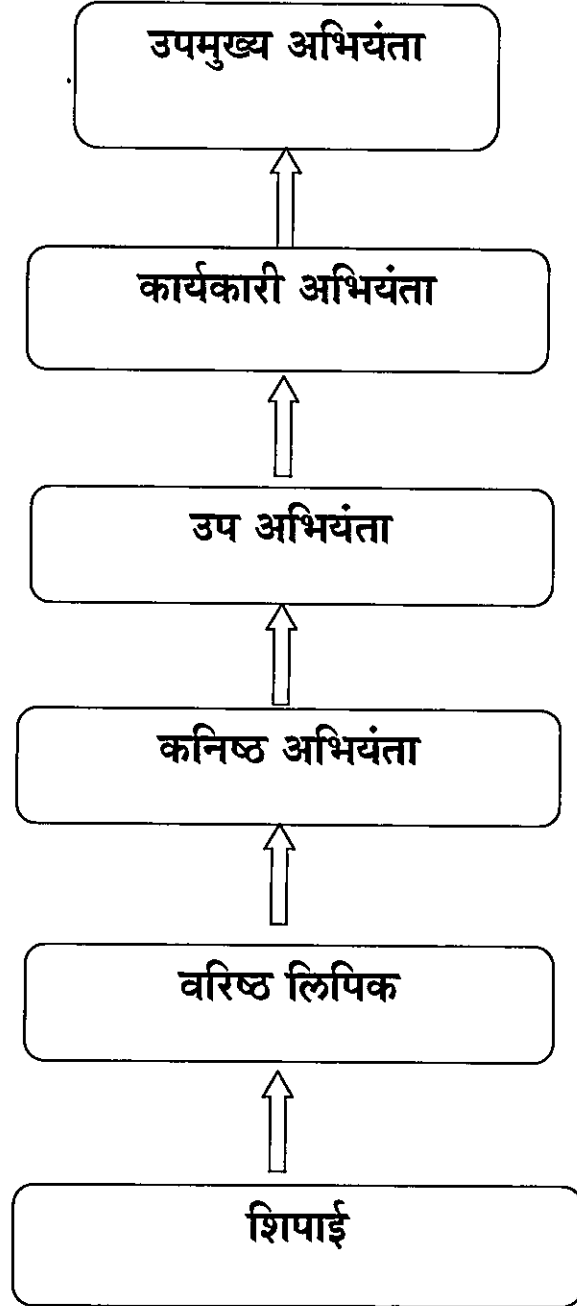 उपमुख्य अभियंता
कार्यकारी अभियंता
उप अभियंता
कनिष्ठ अभियंता
वरिष्ठ लिपिक
शिपाई